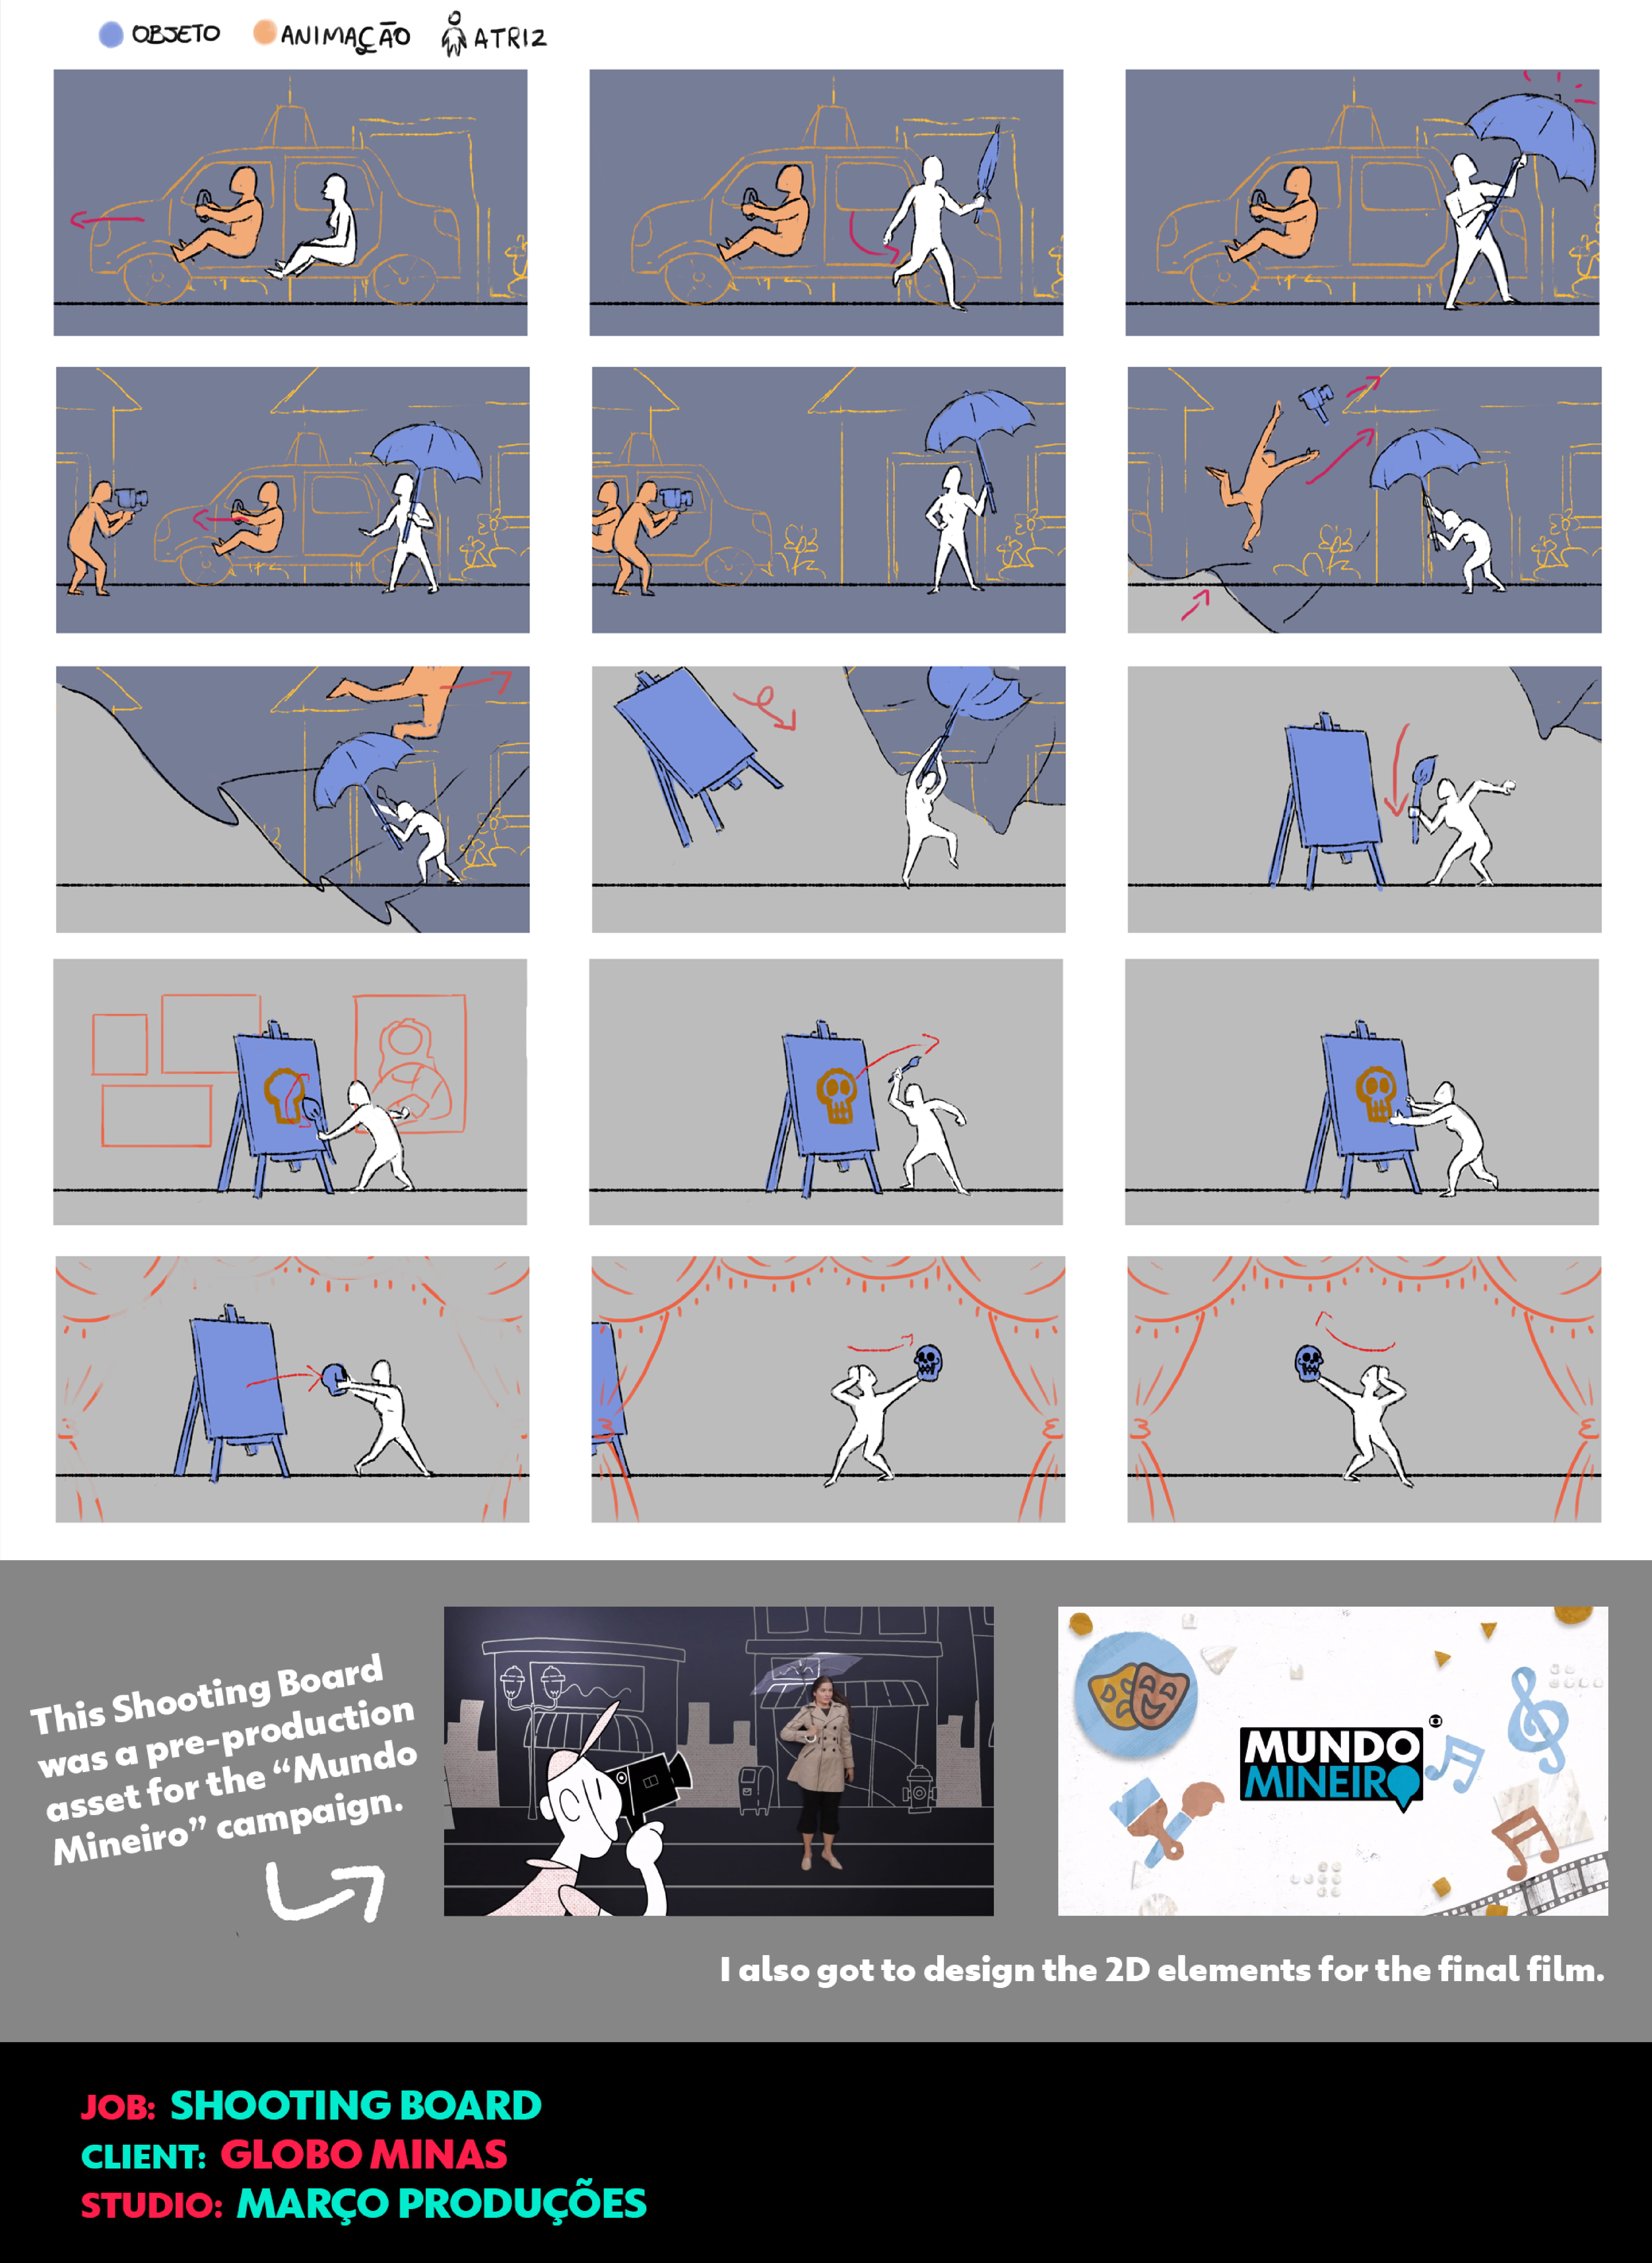 OBJETO ANIMAÇÃO ATRIZ
This Shooting Board
was a pre-production
asset for the “Mundo
Mineiro” campaign.
MUNDO
MINEIRO
I also got to design the 2D elements for the final film.
JOB: SHOOTING BOARD
CLIENT: GLOBO MINAS
STUDIO: MARÇO PRODUÇÕES